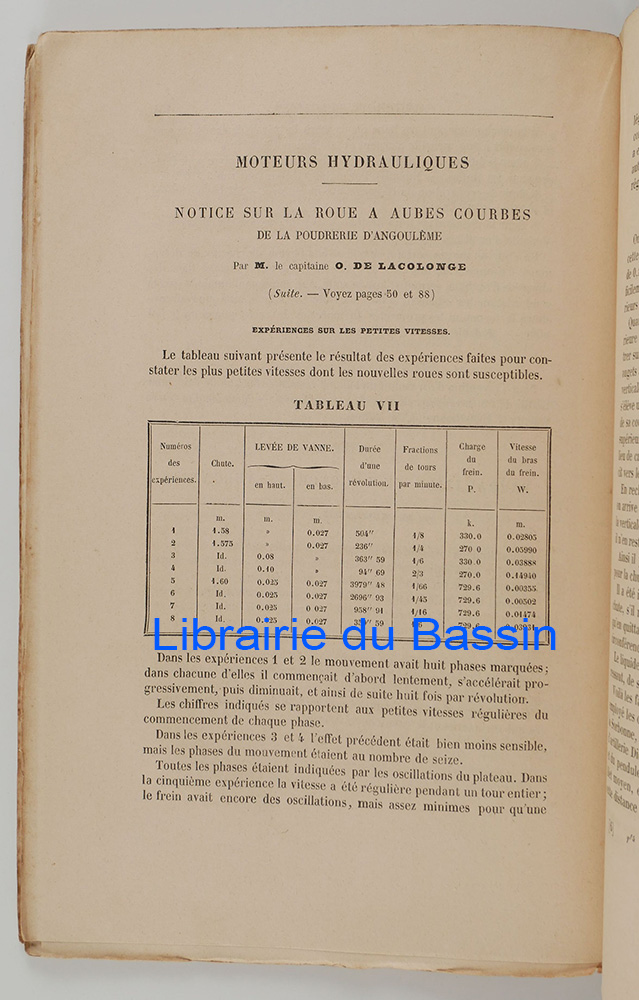 MOTEURS HYDRAULIQUES
NOTICE SUR LA ROUE A AUBES COURBES
DE LA POUDRERIE D'ANGOULÊME
Par M. le capitaine O. DE LACOLONGE
(Suite. — Voyez pages 50 et 88)
EXPÉRIENCES SUR LES PETITES VITESSES.
Le tableau suivant présente le résultat des expériences faites pour con-
stater les plus petites vitesses dont les nouvelles roues sont susceptibles.
TABLEAU VII
Numéros des expériences. Chute. LEVÉE DE VANNE. en haut. en bas. Durée d'une révolution. Fractions de tours par minute. Charge du frein. P. Vitesse du bras du frein. W.
m. m. m. k. m.
1 1.58 » 0.027 504" 1/8 330.0 0.02805
2 1.575 » 0.027 236" 1/4 270 0 0.05990
3 Id. 0.08 » 363" 59 1/6 330 0 0.03888
4 Id. 0.10 » 94" 69 2/3 270.0 0.14940
5 1.60 0.025 0.027 3979" 48 1/66 729.6 0.00355
6 Id. 0.025 0.027 2696" 93 1/45 729.6 0.00502
7 Id. 0.025 0 027 958" 91 1/16 729.6 0.01474
8 Id. 0.025 0.027 59 729.6
Librairie du Bassin
Dans les expériences 1 et 2 le mouvement avait huit phases marquées;
dans chacune d'elles il commençait d'abord lentement, s'accélérait pro-
gressivement, puis diminuait, et ainsi de suite huit fois par révolution.
Les chiffres indiqués se rapportent aux petites vitesses régulières du
commencement de chaque phase.
Dans les expériences 3 et 4 l'effet précédent était bien moins sensible,
mais les phases du mouvement étaient au nombre de seize.
Toutes les phases étaient indiquées par les oscillations du plateau. Dans
la cinquième expérience la vitesse a été régulière pendant un tour entier;
le frein avait encore des oscillations, mais assez minimes pour qu'une